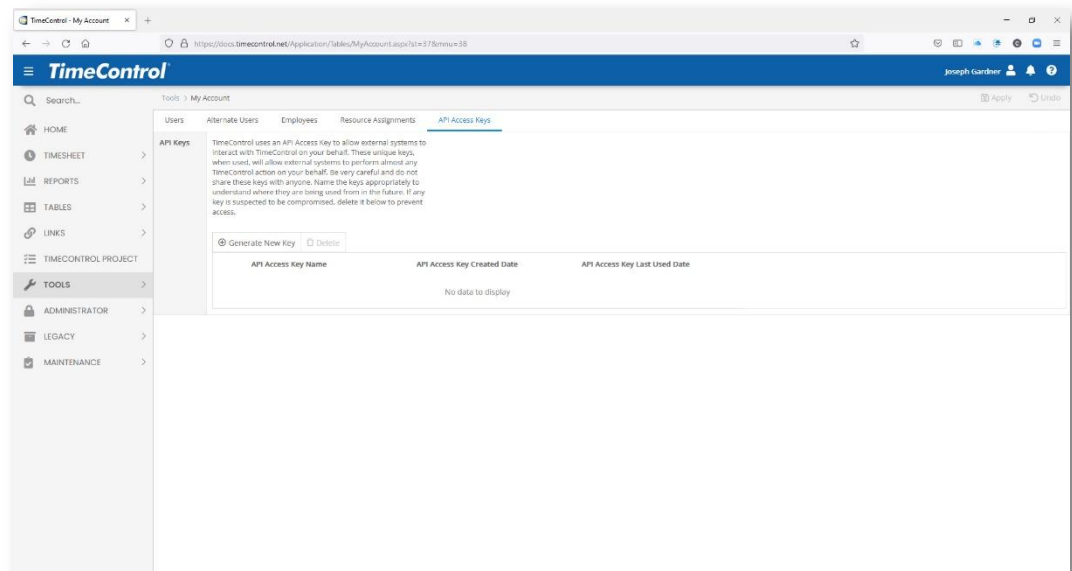 TimeControl - My Account
https://docs.timecontrol.net/Application/Tables/MyAccount.aspx?lst=37&mnu=38
TimeControl
Joseph Gardner
Search...
Tools > My Account
Apply
Undo
HOME
TIMESHEET
REPORTS
TABLES
LINKS
TIMECONTROL PROJECT
TOOLS
ADMINISTRATOR
LEGACY
MAINTENANCE
Users
Alternate Users
Employees
Resource Assignments
API Access Keys
API Keys
TimeControl uses an API Access Key to allow external systems to
interact with TimeControl on your behalf. These unique keys,
when used, will allow external systems to perform almost any
TimeControl action on your behalf. Be very careful and do not
share these keys with anyone. Name the keys appropriately to
understand where they are being used from in the future. If any
key is suspected to be compromised, delete it below to prevent
access.
Generate New Key
Delete
API Access Key Name
API Access Key Created Date
API Access Key Last Used Date
No data to display